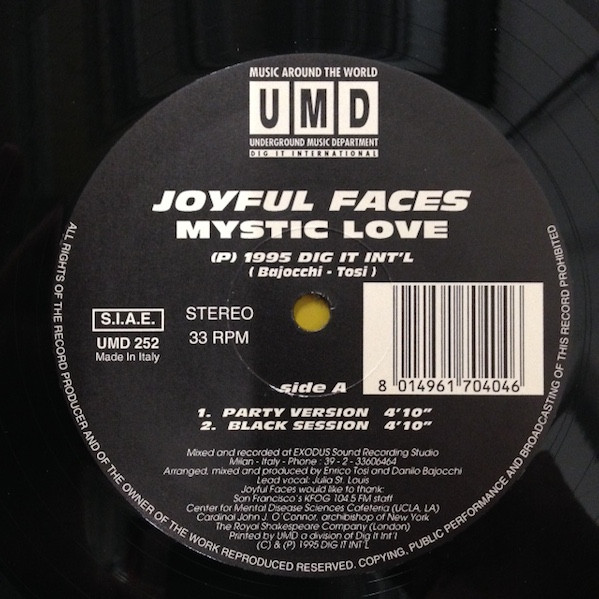 MUSIC AROUND THE WORLD
UMD
UNDERGROUND MUSIC DEPARTMENT
DIG IT INTERNATIONAL
JOYFUL FACES
MYSTIC LOVE
(P) 1995 DIG IT INT'L
( Bajocchi - Tosi )
S.I.A.E.
UMD 252
Made in Italy
STEREO
33 RPM
8 014961 704046
side A
1. PARTY VERSION 4'10"
2. BLACK SESSION 4'10"
Mixed and recorded at EXODUS Sound Recording Studio
Milan - Italy - Phone : 39 - 2 - 33606464
Arranged, mixed and produced by Enrico Tosi and Danilo Bajocchi
Lead vocal: Julia St. Louis
Joyful Faces would like to thank:
San Francisco's KFOG 104.5 FM staff
Center for Mental Disease Sciences Cafeteria (UCLA, LA)
Cardinal John J. O'Connor, archibishop of New York
The Royal Shakespeare Company (London)
Printed by UMD a division of Dig It Int'l
(C) & (P) 1995 DIG IT INT'L
ALL RIGHTS OF THE RECORD PRODUCER AND OF THE OWNER OF THE WORK REPRODUCED RESERVED. COPYING, PUBLIC PERFORMANCE AND BROADCASTING OF THIS RECORD PROHIBITED